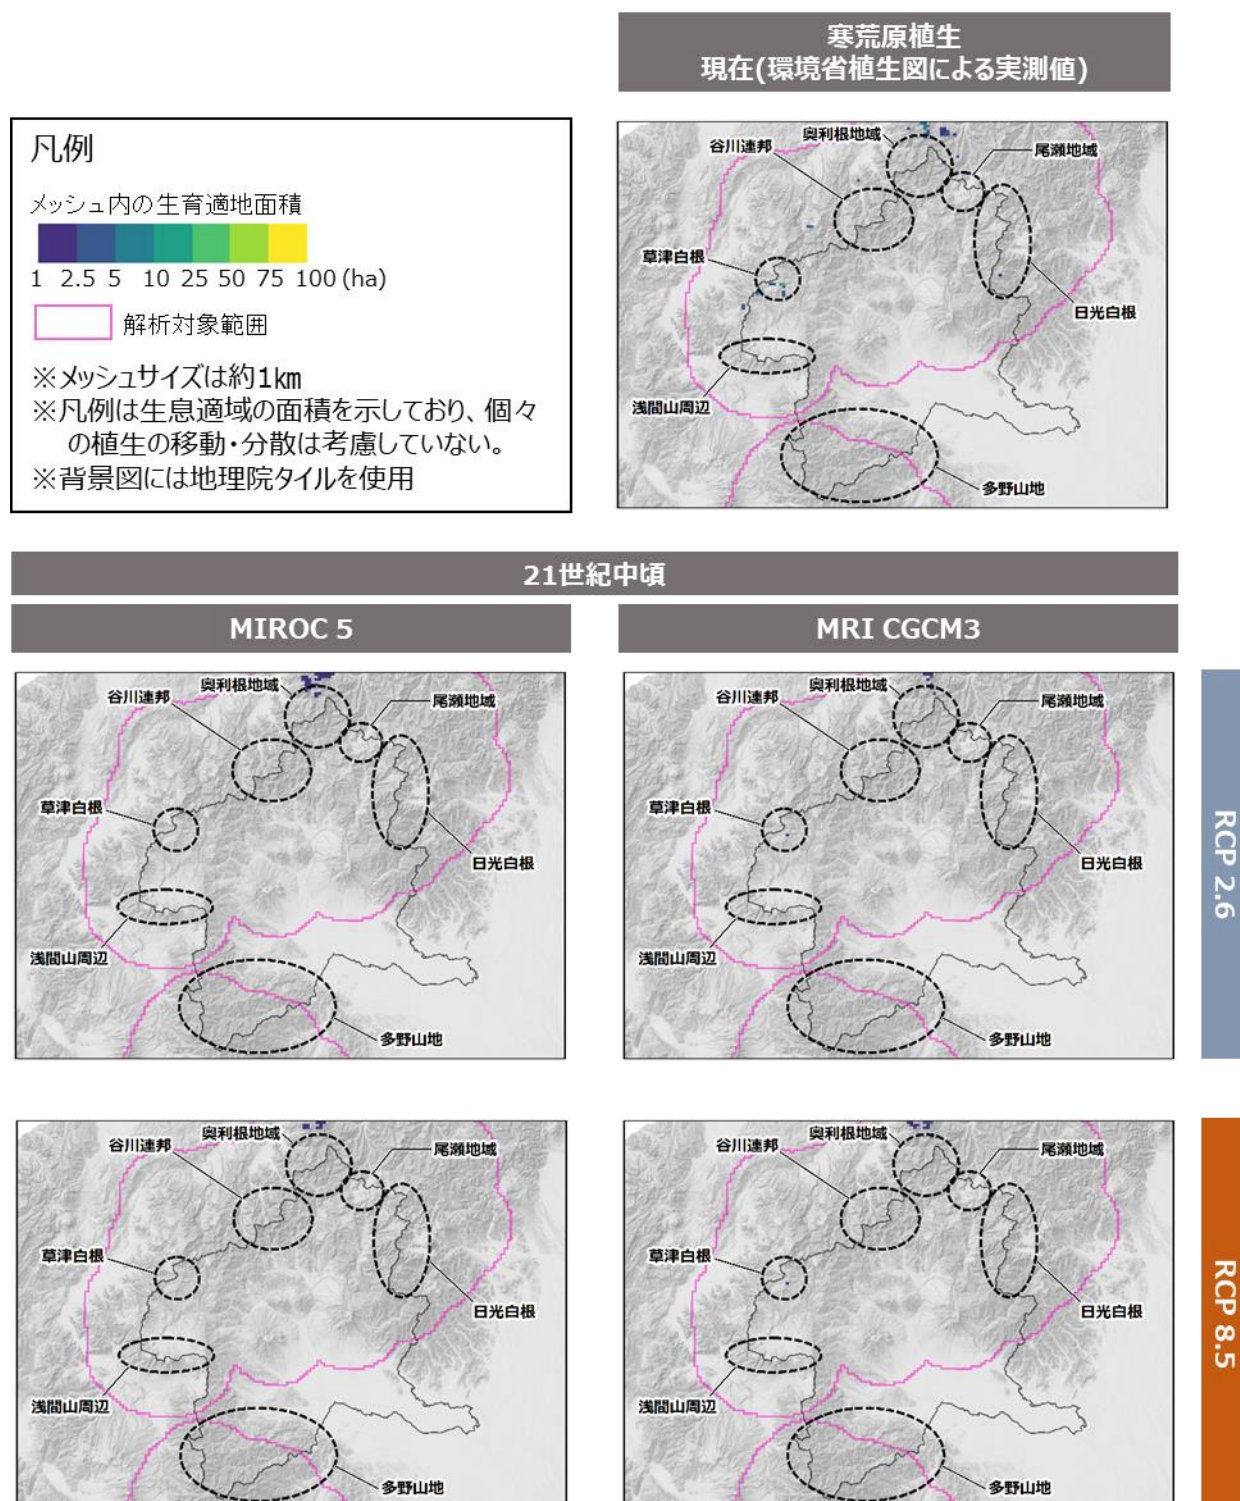 寒荒原植生
現在(環境省植生図による実測値)
凡例
メッシュ内の生育適地面積
1 2.5 5 10 25 50 75 100 (ha)
解析対象範囲
※メッシュサイズは約1km
※凡例は生息適域の面積を示しており、個々
の植生の移動・分散は考慮していない。
※背景図には地理院タイルを使用
奥利根地域
谷川連邦
尾瀬地域
草津白根
日光白根
浅間山周辺
多野山地
21世紀中頃
MIROC 5
MRI CGCM3
奥利根地域
谷川連邦
尾瀬地域
草津白根
日光白根
浅間山周辺
多野山地
奥利根地域
谷川連邦
尾瀬地域
草津白根
日光白根
浅間山周辺
多野山地
RCP 2.6
奥利根地域
谷川連邦
尾瀬地域
草津白根
日光白根
浅間山周辺
多野山地
奥利根地域
谷川連邦
尾瀬地域
草津白根
日光白根
浅間山周辺
多野山地
RCP 8.5